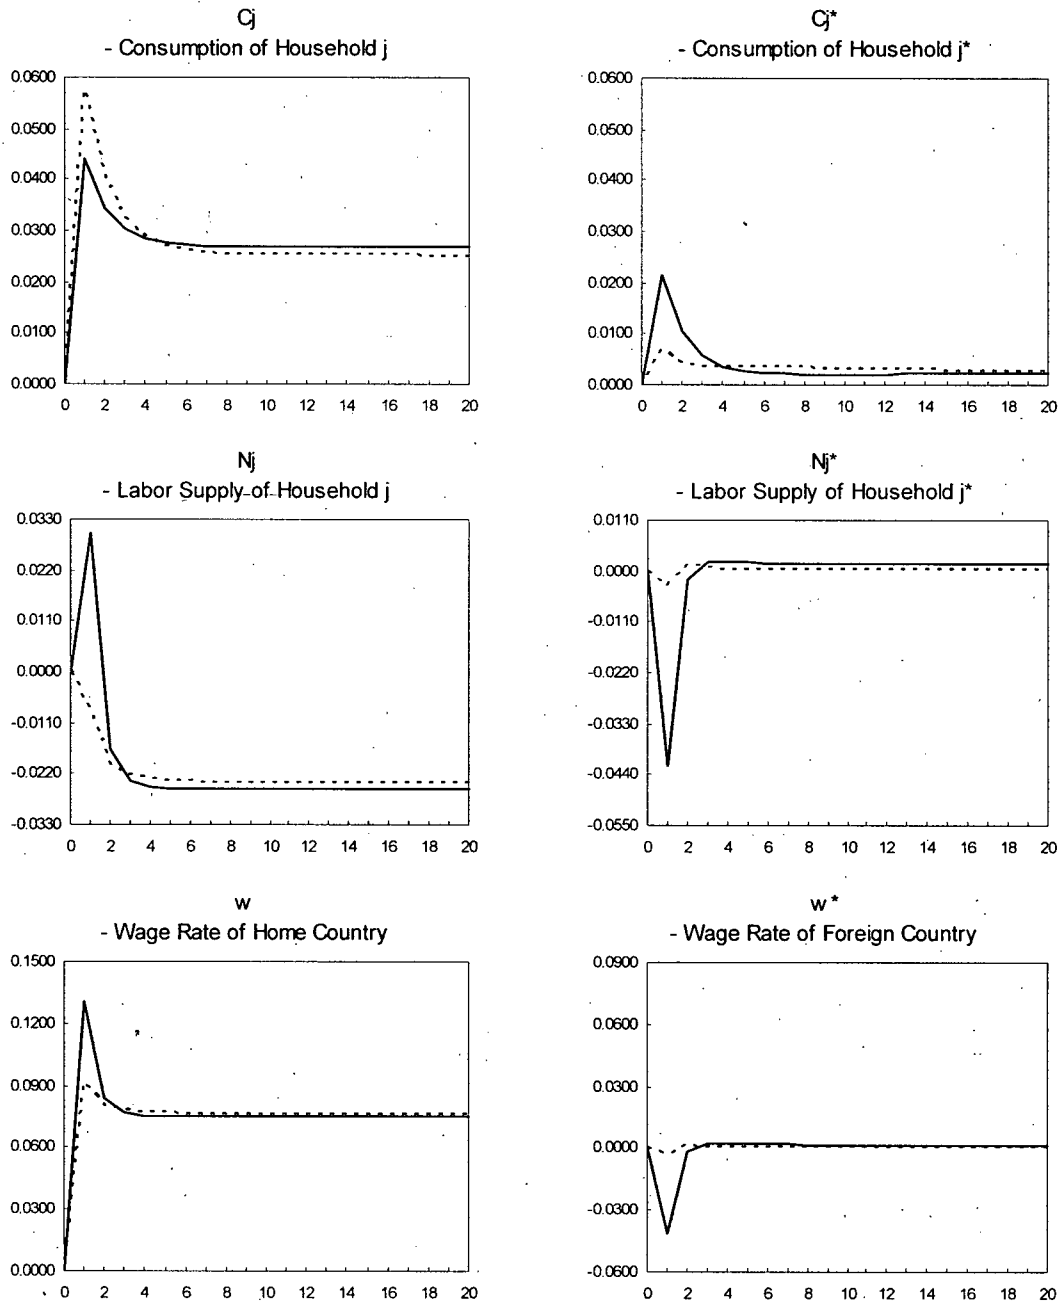 Cj
- Consumption of Household j
0.0600
0.0500
0.0400
0.0300
0.0200
0.0100
0.0000
0 2 4 6 8 10 12 14 16 18 20
Cj*
- Consumption of Household j*
0.0600
0.0500
0.0400
0.0300
0.0200
0.0100
0.0000
0 2 4 6 8 10 12 14 16 18 20
Nj
- Labor Supply of Household j
0.0330
0.0220
0.0110
0.0000
-0.0110
-0.0220
-0.0330
0 2 4 6 8 10 12 14 16 18 20
Nj*
- Labor Supply of Household j*
0.0110
0.0000
-0.0110
-0.0220
-0.0330
-0.0440
-0.0550
0 2 4 6 8 10 12 14 16 18 20
w
- Wage Rate of Home Country
0.1500
0.1200
0.0900
0.0600
0.0300
0.0000
0 2 4 6 8 10 12 14 16 18 20
w*
- Wage Rate of Foreign Country
0.0900
0.0600
0.0300
0.0000
-0.0300
-0.0600
0 2 4 6 8 10 12 14 16 18 20